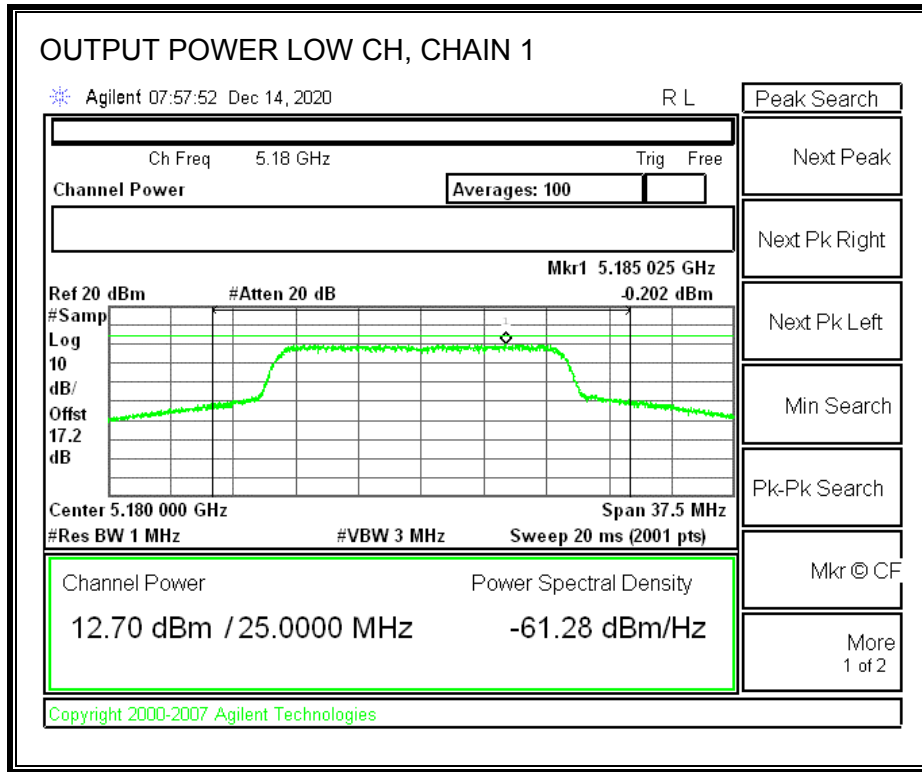 OUTPUT POWER LOW CH, CHAIN 1
Agilent 07:57:52 Dec 14, 2020 R L
Peak Search
Ch Freq 5.18 GHz Trig Free
Next Peak
Channel Power Averages: 100
Next Pk Right
Mkr1 5.185 025 GHz
Ref 20 dBm #Atten 20 dB -0.202 dBm
#Samp
Log
10
dB/
Offst
17.2
dB
1
Next Pk Left
Min Search
Pk-Pk Search
Center 5.180 000 GHz Span 37.5 MHz
#Res BW 1 MHz #VBW 3 MHz Sweep 20 ms (2001 pts)
Mkr © CF
Channel Power Power Spectral Density
12.70 dBm / 25.0000 MHz -61.28 dBm/Hz
More
1 of 2
Copyright 2000-2007 Agilent Technologies